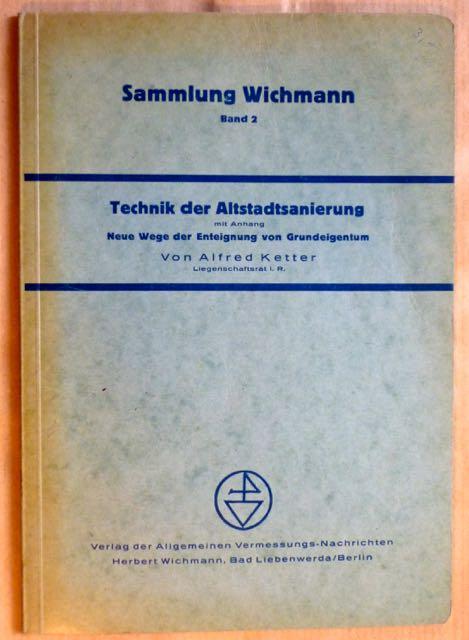 Sammlung Wichmann
Band 2
Technik der Altstadtsanierung
mit Anhang
Neue Wege der Enteignung von Grundeigentum
Von Alfred Ketter
Liegenschaftsrat i. R.
Verlag der Allgemeinen Vermessungs-Nachrichten
Herbert Wichmann, Bad Liebenwerda/Berlin